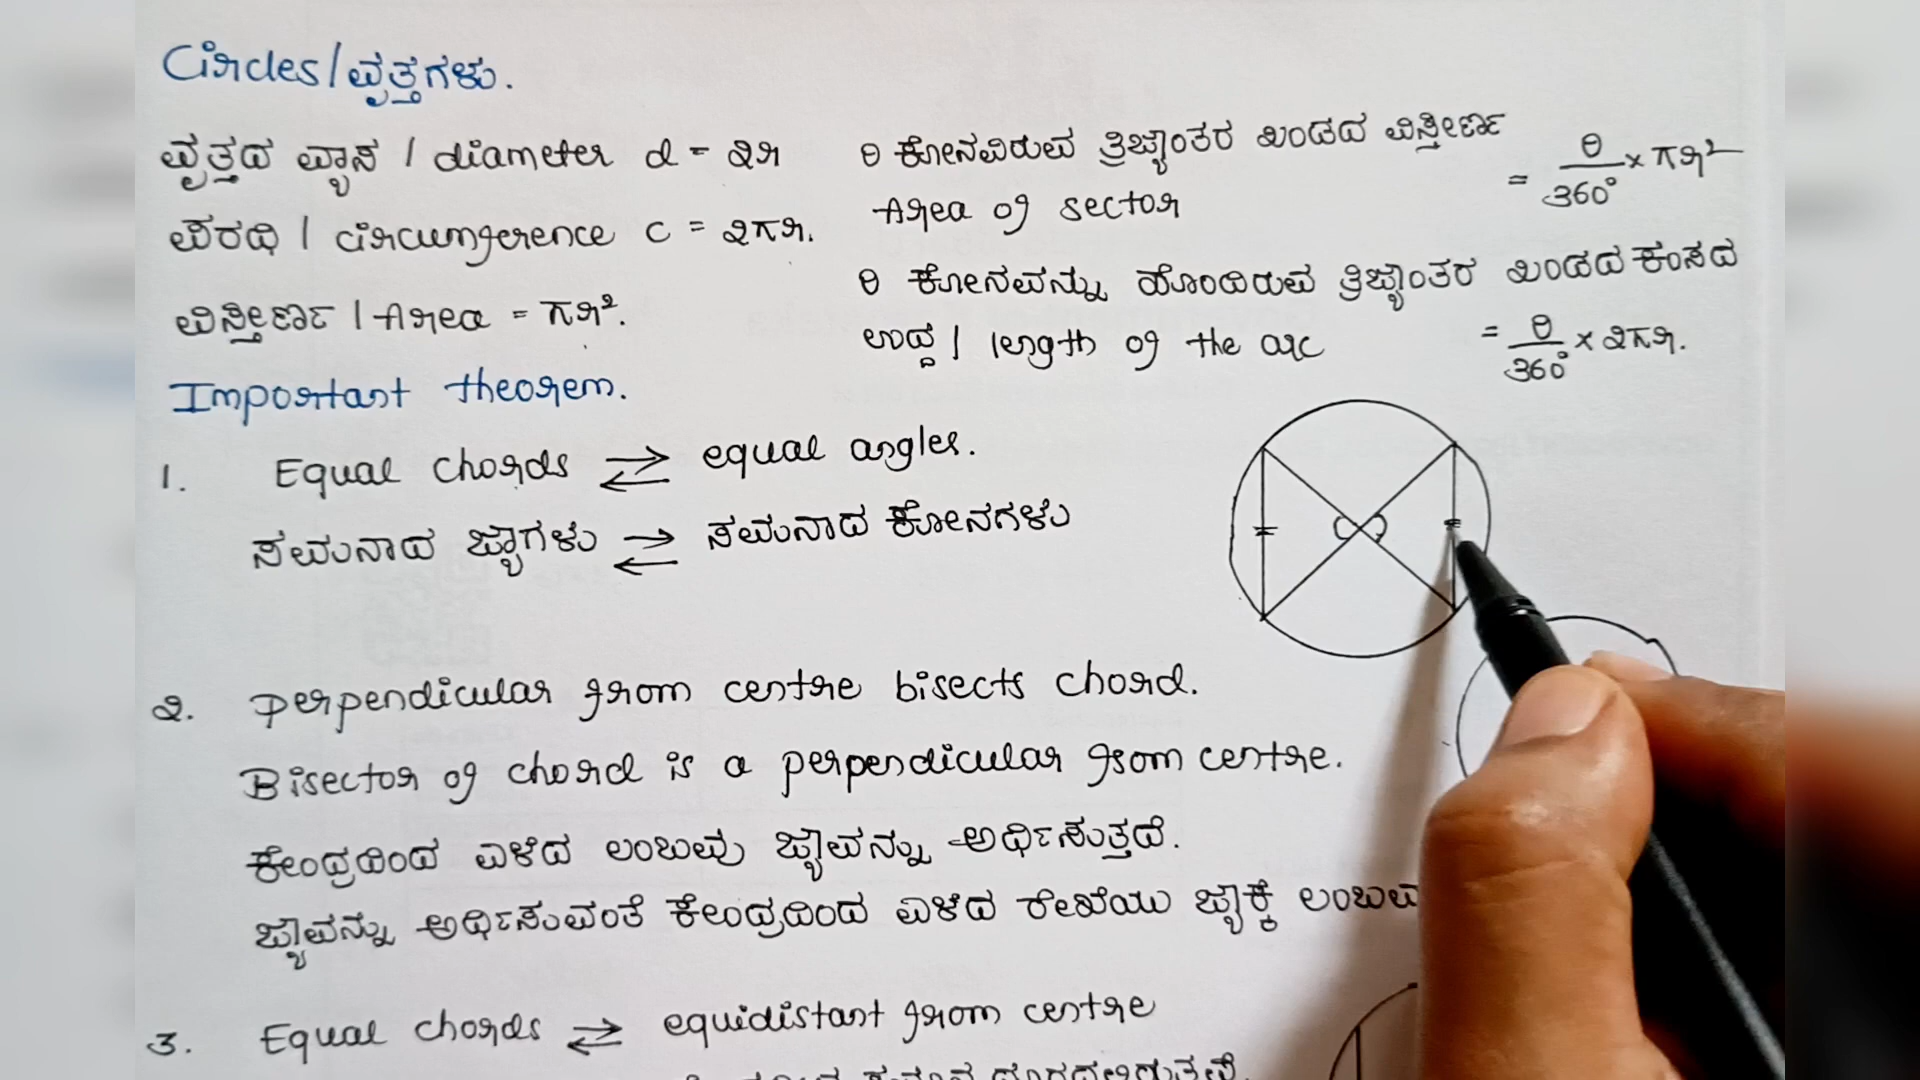 Circles/ವೃತ್ತಗಳು.
ವೃತ್ತದ ವ್ಯಾಸ / diameter d = 2r
ಪರಧಿ / circumference c = 2πr.
ವಿಸ್ತೀರ್ಣ / Area = πr².
θ ಕೋನವಿರುವ ತ್ರಿಜ್ಯಾಂತರ ಖಂಡದ ವಿಸ್ತೀರ್ಣ
Area of sector = θ/360° × πr²
θ ಕೋನವನ್ನು ಹೊಂದಿರುವ ತ್ರಿಜ್ಯಾಂತರ ಖಂಡದ ಕಂಸದ
ಉದ್ದ / length of the arc = θ/360° × 2πr.
Important theorem.
1. Equal chords ⇄ equal angles.
ಸಮನಾದ ಜ್ಯಾಗಳು ⇄ ಸಮನಾದ ಕೋನಗಳು
2. Perpendicular from centre bisects chord.
Bisector of chord is a perpendicular from centre.
ಕೇಂದ್ರದಿಂದ ಎಳೆದ ಲಂಬವು ಜ್ಯಾವನ್ನು ಅರ್ಧಿಸುತ್ತದೆ.
ಜ್ಯಾವನ್ನು ಅರ್ಧಿಸುವಂತೆ ಕೇಂದ್ರದಿಂದ ಎಳೆದ ರೇಖೆಯು ಜ್ಯಾಕ್ಕೆ ಲಂಬವ
3. Equal chords ⇄ equidistant from centre